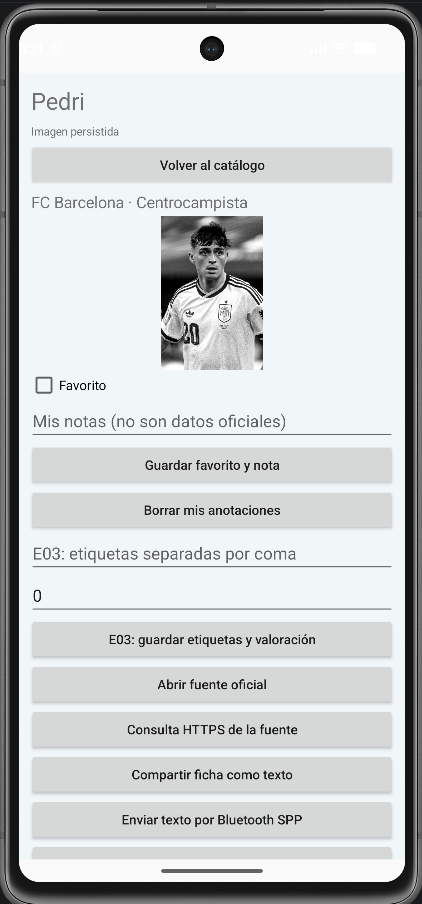 Pedri
Imagen persistida
Volver al catálogo
FC Barcelona · Centrocampista
20
Favorito
Mis notas (no son datos oficiales)
Guardar favorito y nota
Borrar mis anotaciones
E03: etiquetas separadas por coma
0
E03: guardar etiquetas y valoración
Abrir fuente oficial
Consulta HTTPS de la fuente
Compartir ficha como texto
Enviar texto por Bluetooth SPP